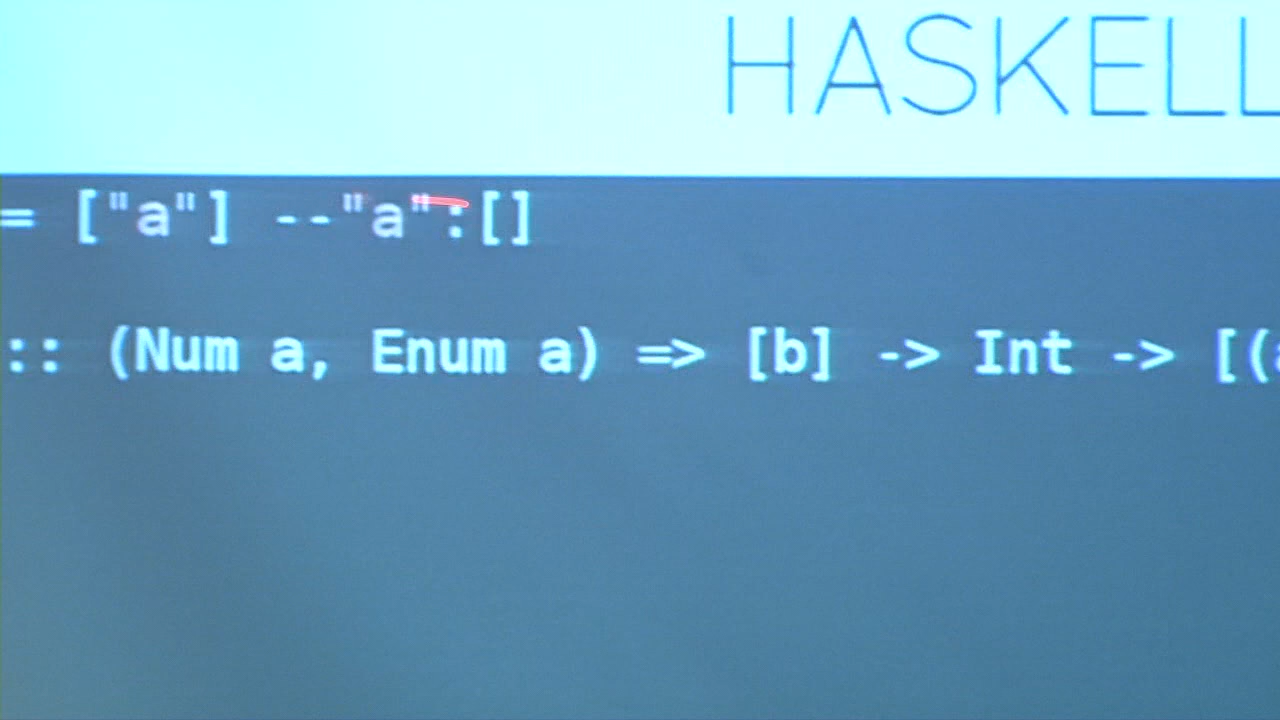 HASKELL
= ["a"] --"a":[]
:: (Num a, Enum a) => [b] -> Int -> [(